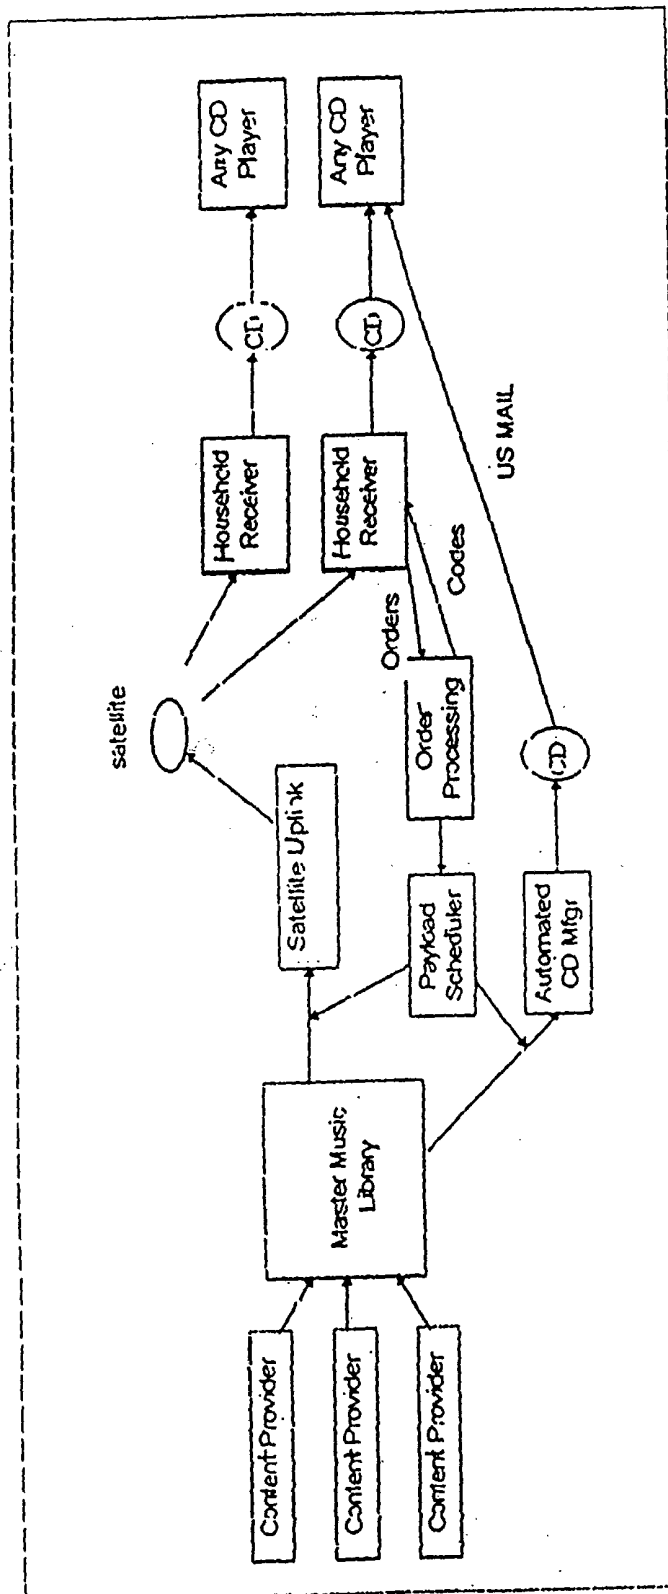 Content Provider
Content Provider
Content Provider
Master Music
Library
Satellite Uplink
satellite
Payload
Scheduler
Order
Processing
Orders
Codes
Automated
CD Mfgr
CD
US MAIL
Household
Receiver
Household
Receiver
CD
CD
Any CD
Player
Any CD
Player